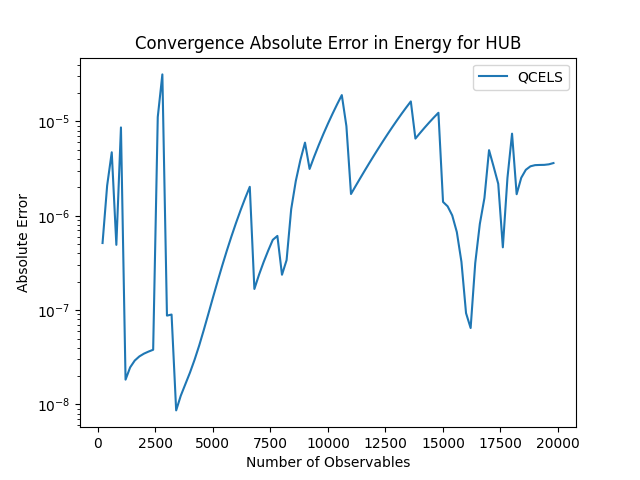 Convergence Absolute Error in Energy for HUB
QCELS
10⁻⁵
10⁻⁶
10⁻⁷
10⁻⁸
Absolute Error
0 2500 5000 7500 10000 12500 15000 17500 20000
Number of Observables